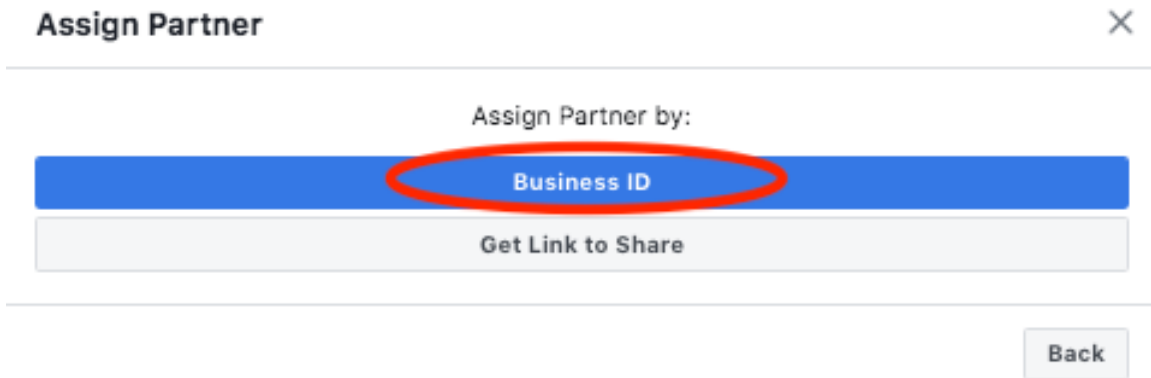 Assign Partner
Assign Partner by:
Business ID
Get Link to Share
Back